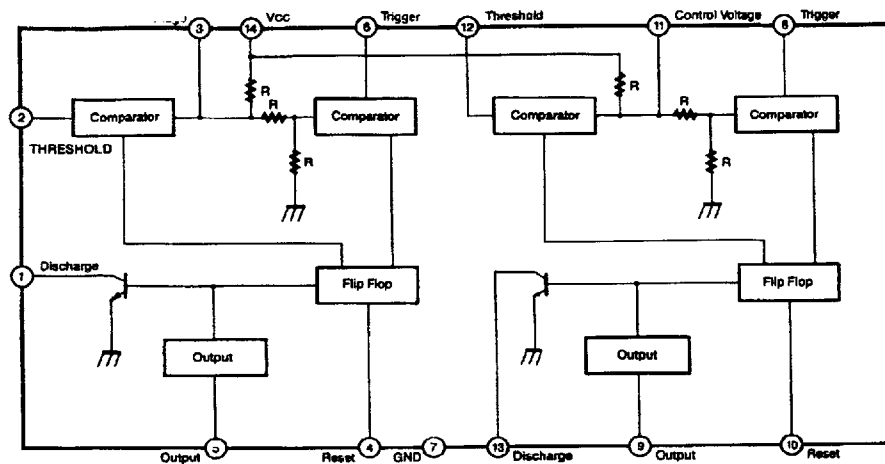 3 14 Vcc 6 Trigger 12 Threshold 11 Control Voltage 8 Trigger
R R
R R
2 Comparator Comparator Comparator Comparator
THRESHOLD
R R
1 Discharge
Flip Flop Flip Flop
Output Output
Output 5 Reset 4 GND 7 13 Discharge 9 Output 10 Reset